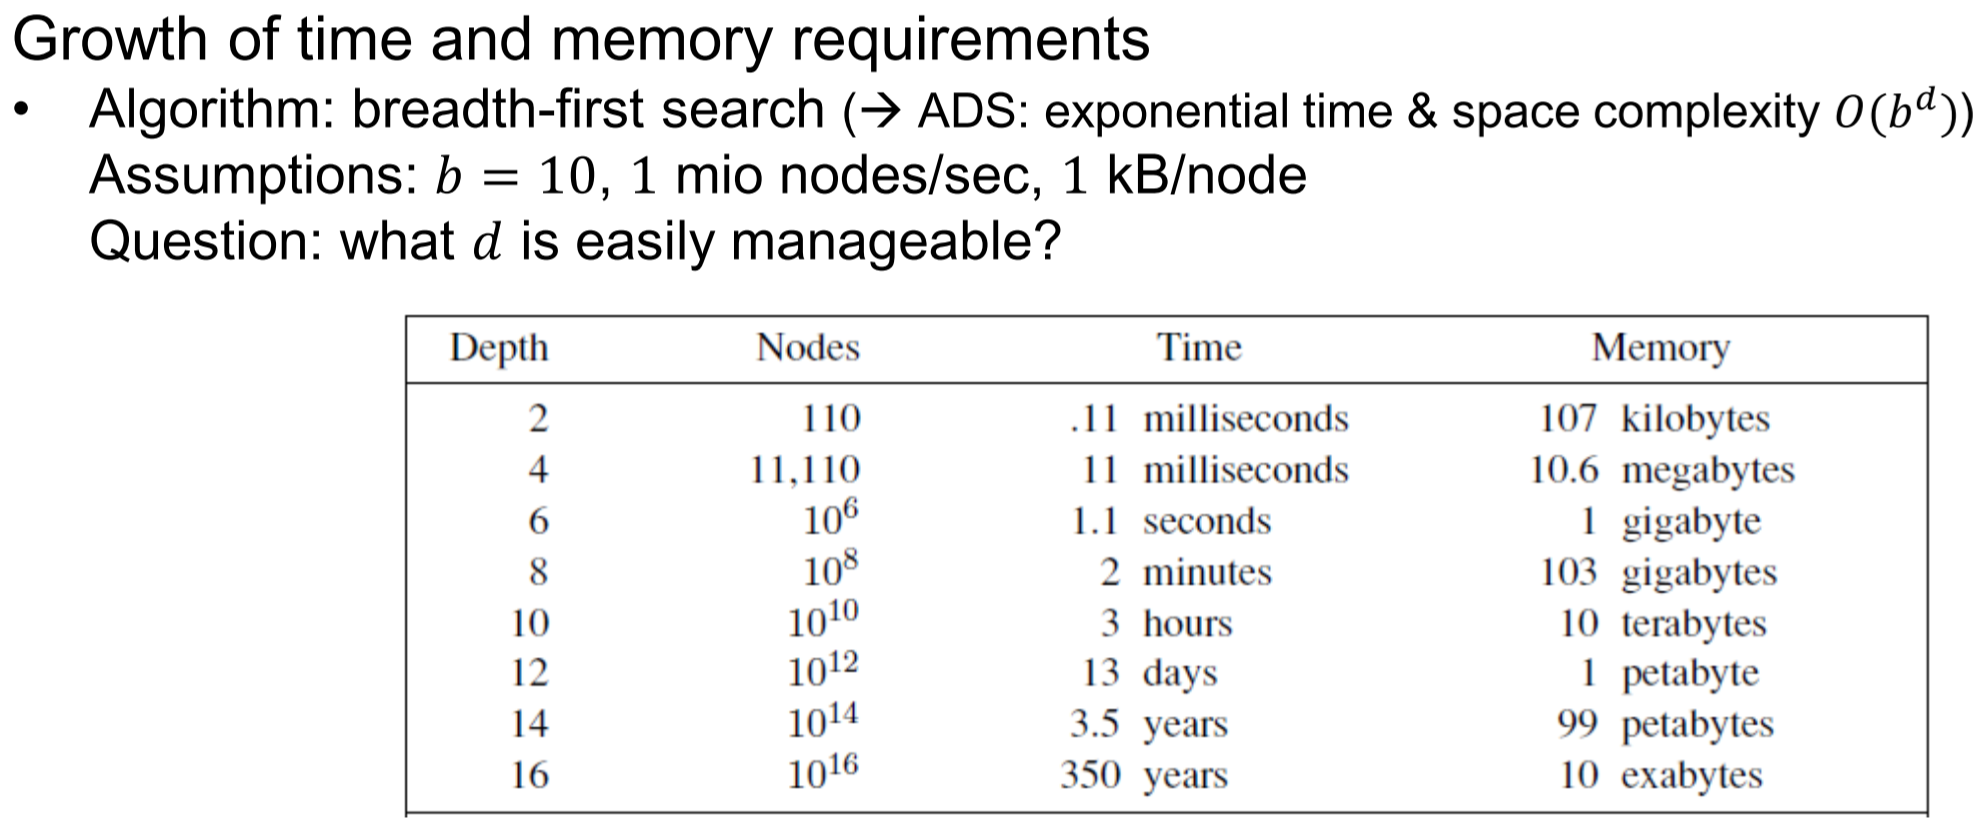 Growth of time and memory requirements
• Algorithm: breadth-first search (→ ADS: exponential time & space complexity O(b^d))
Assumptions: b = 10, 1 mio nodes/sec, 1 kB/node
Question: what d is easily manageable?
Depth Nodes Time Memory
2 110 .11 milliseconds 107 kilobytes
4 11,110 11 milliseconds 10.6 megabytes
6 10^6 1.1 seconds 1 gigabyte
8 10^8 2 minutes 103 gigabytes
10 10^10 3 hours 10 terabytes
12 10^12 13 days 1 petabyte
14 10^14 3.5 years 99 petabytes
16 10^16 350 years 10 exabytes